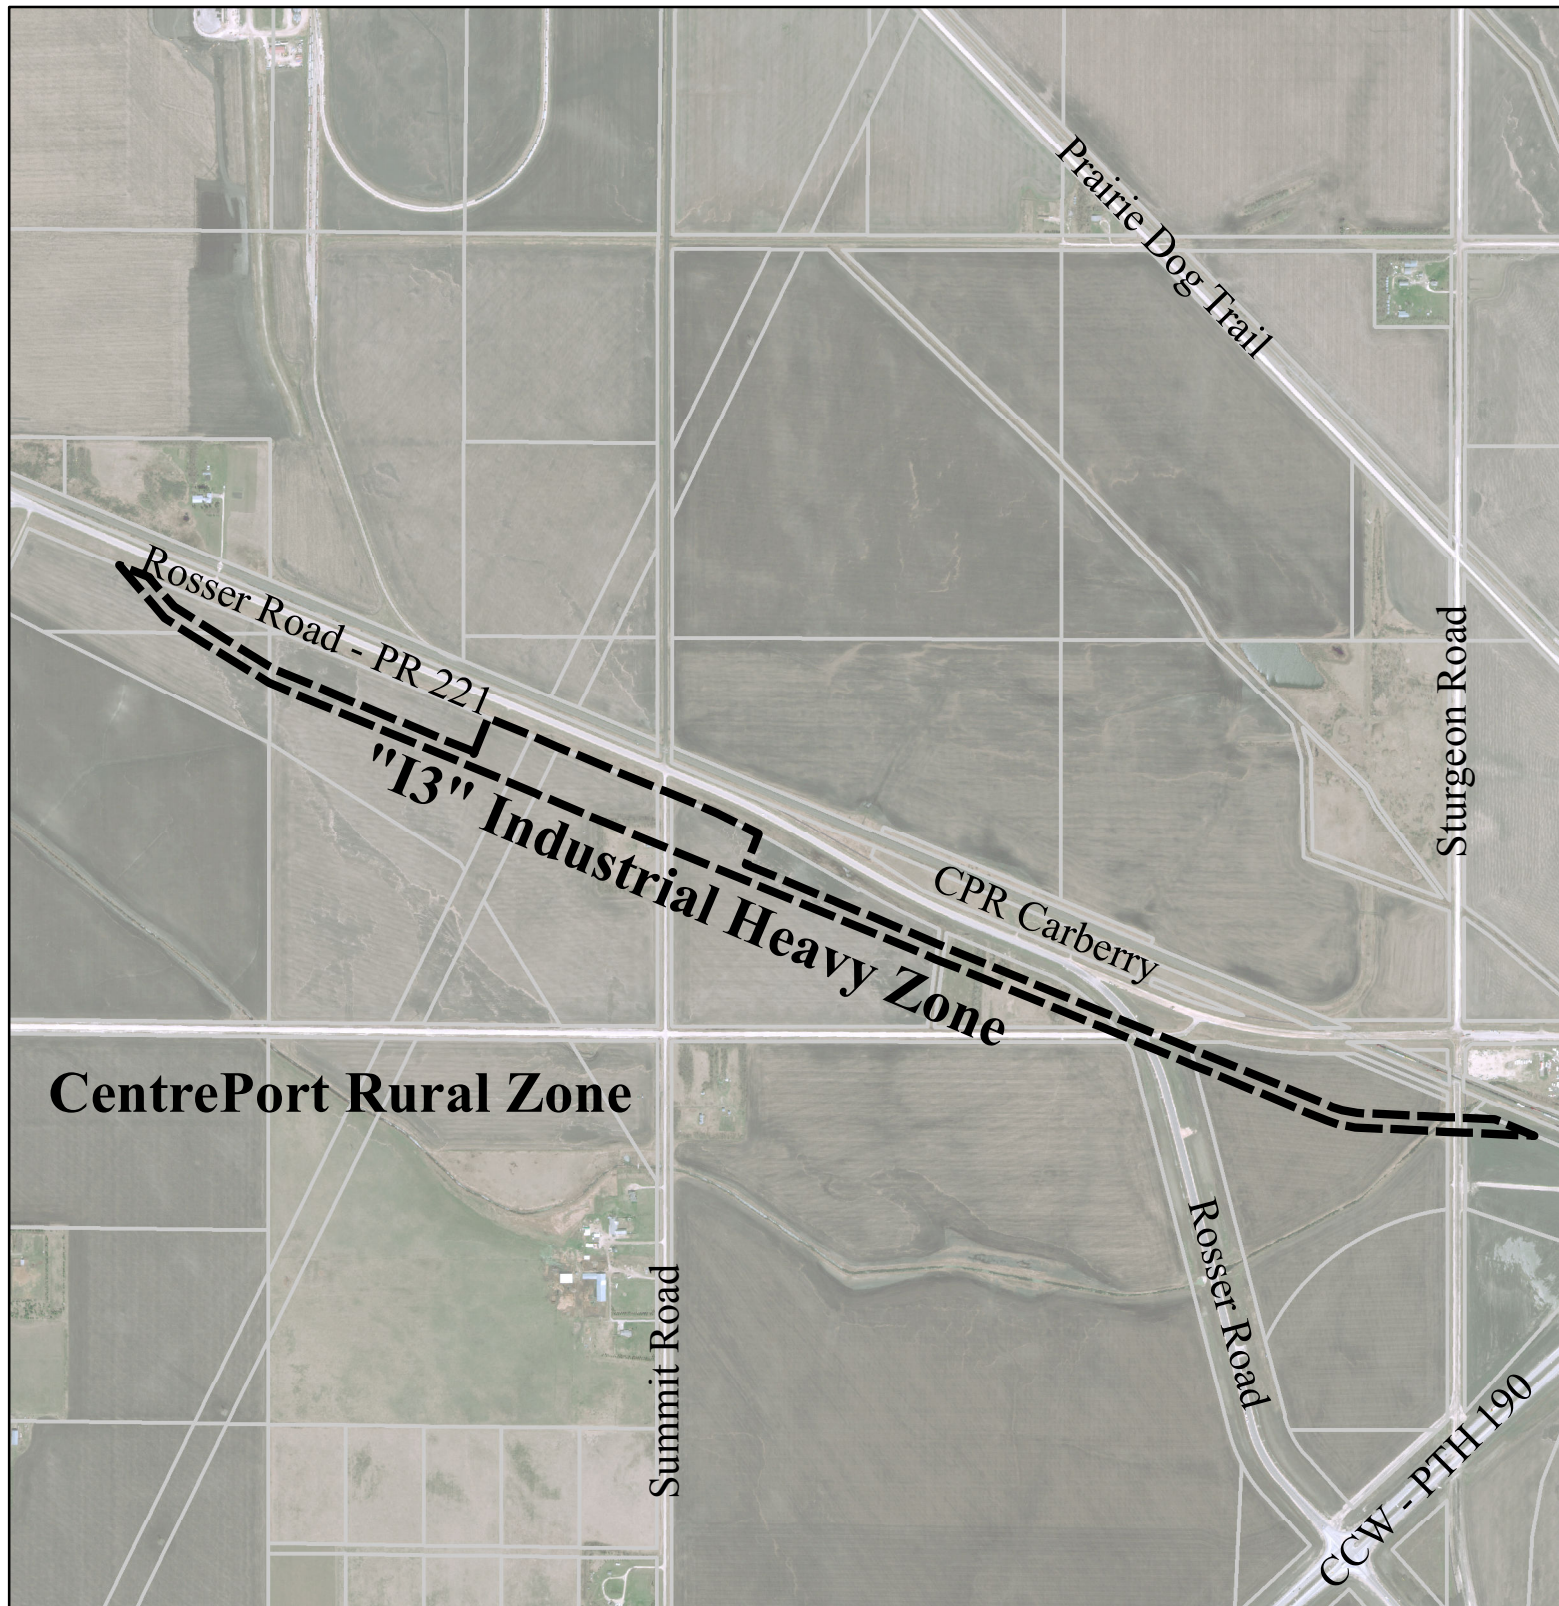 Prairie Dog Trail
Rosser Road - PR 221
Sturgeon Road
"I3" Industrial Heavy Zone
CPR Carberry
CentrePort Rural Zone
Rosser Road
Summit Road
CCW - PTH 190